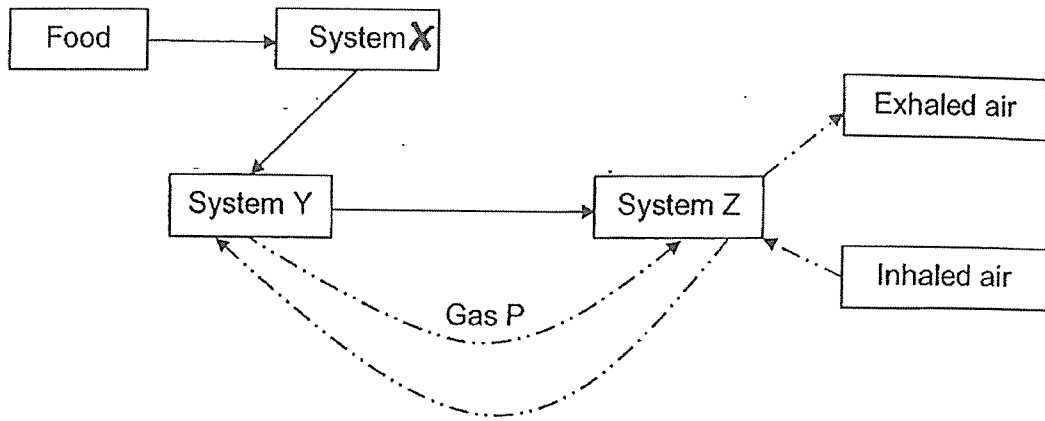 Food
System X
Exhaled air
System Y
System Z
Inhaled air
Gas P